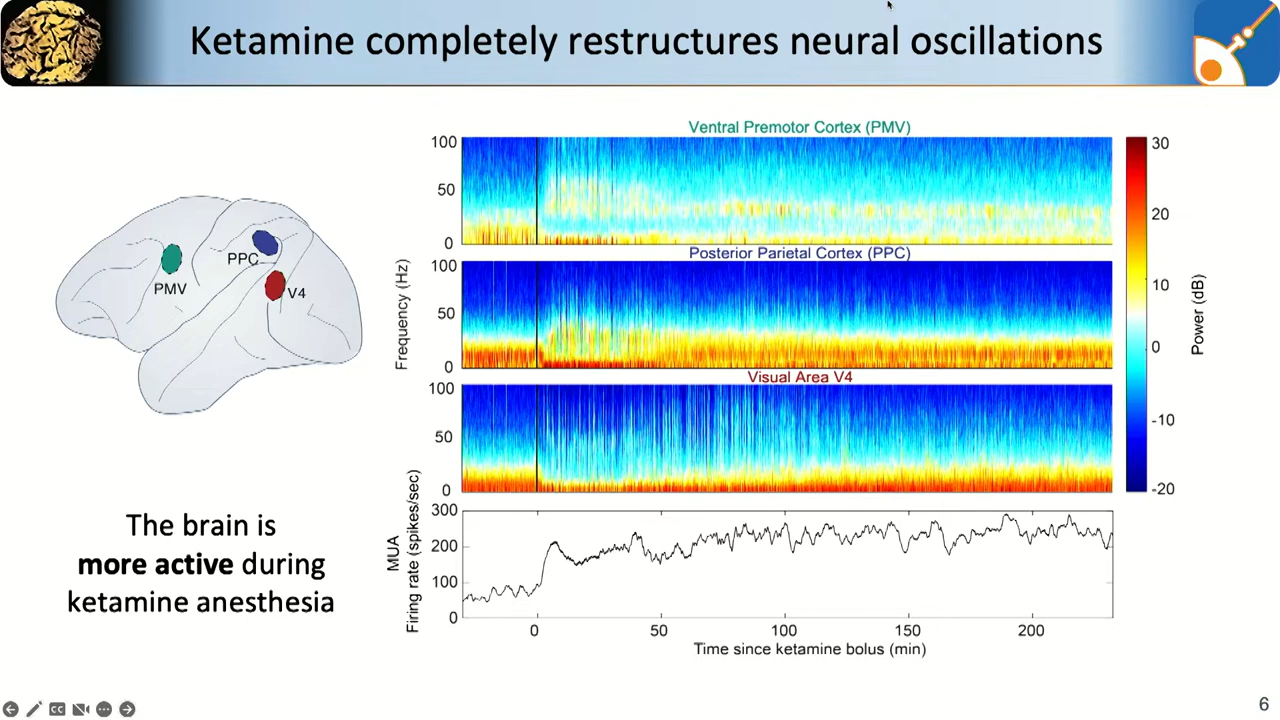 Ketamine completely restructures neural oscillations
PMV
PPC
V4
The brain is
more active during
ketamine anesthesia
Ventral Premotor Cortex (PMV)
100
50
0
Posterior Parietal Cortex (PPC)
100
50
0
Frequency (Hz)
Visual Area V4
100
50
0
MUA
Firing rate (spikes/sec)
300
200
100
0
0 50 100 150 200
Time since ketamine bolus (min)
30
20
10
0
-10
-20
Power (dB)
CC
6